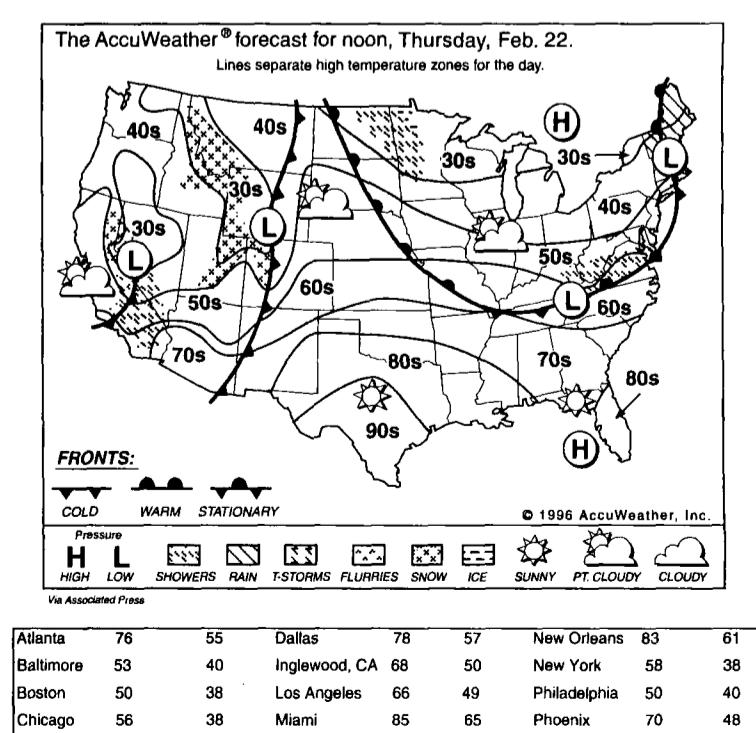 The AccuWeather® forecast for noon, Thursday, Feb. 22.
Lines separate high temperature zones for the day.
40s
40s
H
30s
30s
L
30s
40s
30s
L
L
50s
50s
60s
L
60s
70s
80s
70s
80s
90s
H
FRONTS:
COLD WARM STATIONARY
© 1996 AccuWeather, Inc.
Pressure
H L
HIGH LOW SHOWERS RAIN T-STORMS FLURRIES SNOW ICE SUNNY PT. CLOUDY CLOUDY
Via Associated Press
Atlanta 76 55 Dallas 78 57 New Orleans 83 61
Baltimore 53 40 Inglewood, CA 68 50 New York 58 38
Boston 50 38 Los Angeles 66 49 Philadelphia 50 40
Chicago 56 38 Miami 85 65 Phoenix 70 48